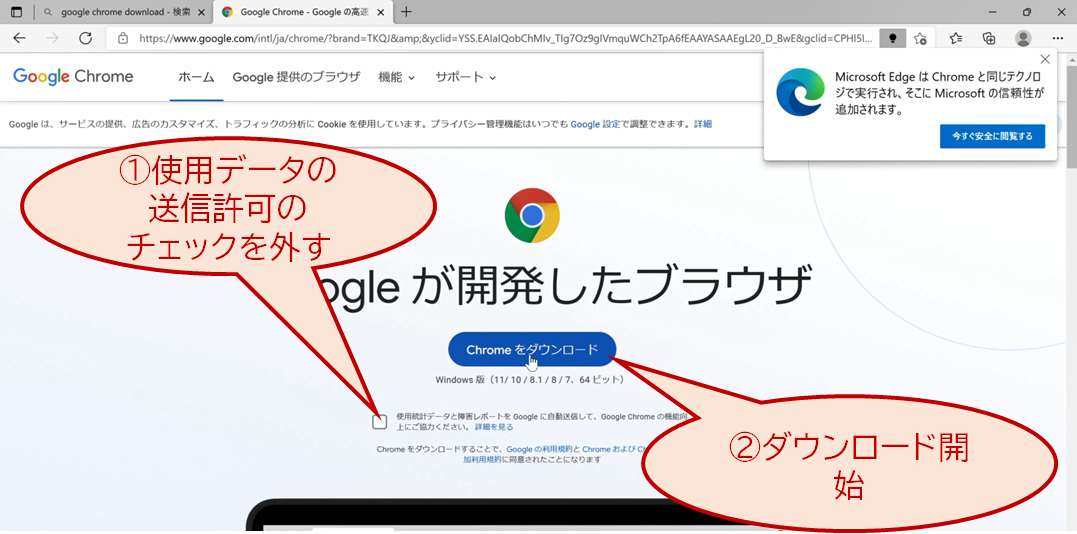 google chrome download - 検索
Google Chrome - Google の高速
https://www.google.com/intl/ja/chrome/?brand=TKQJ&amp;&yclid=YSS.EAIaIQobChMIv_TIg7Oz9gIVmquWCh2TpA6fEAAYASAAEgL20_D_BwE&gclid=CPHI5I...
Google Chrome
ホーム
Google 提供のブラウザ
機能
サポート
Microsoft Edge は Chrome と同じテクノロ
ジで実行され、そこに Microsoft の信頼性が
追加されます。
今すぐ安全に閲覧する
Google は、サービスの提供、広告のカスタマイズ、トラフィックの分析に Cookie を使用しています。プライバシー管理機能はいつでも Google 設定で調整できます。詳細
①使用データの
送信許可の
チェックを外す
ogle が開発したブラウザ
Chrome をダウンロード
Windows 版（11/ 10 / 8.1 / 8 / 7、64 ビット）
使用統計データと障害レポートを Google に自動送信して、Google Chrome の機能向
上にご協力ください。 詳細を見る
Chrome をダウンロードすることで、Google の利用規約と Chrome および
加利用規約に同意されたことになります
②ダウンロード開
始